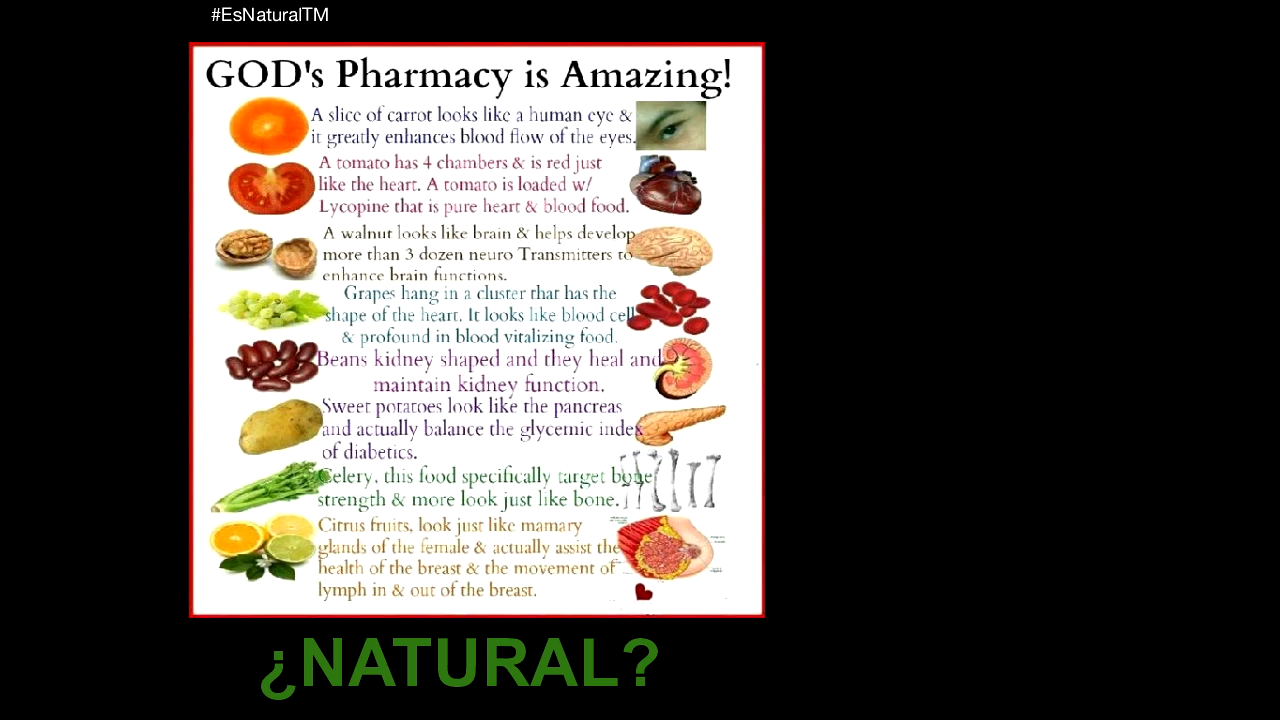 #EsNaturalTM
GOD's Pharmacy is Amazing!
A slice of carrot looks like a human eye &
it greatly enhances blood flow of the eyes.
A tomato has 4 chambers & is red just
like the heart. A tomato is loaded w/
Lycopine that is pure heart & blood food.
A walnut looks like brain & helps develop
more than 3 dozen neuro Transmitters to
enhance brain functions.
Grapes hang in a cluster that has the
shape of the heart. It looks like blood cell
& profound in blood vitalizing food.
Beans kidney shaped and they heal and
maintain kidney function.
Sweet potatoes look like the pancreas
and actually balance the glycemic index
of diabetics.
Celery, this food specifically target bone
strength & more look just like bone.
Citrus fruits, look just like mamary
glands of the female & actually assist the
health of the breast & the movement of
lymph in & out of the breast.
¿NATURAL?